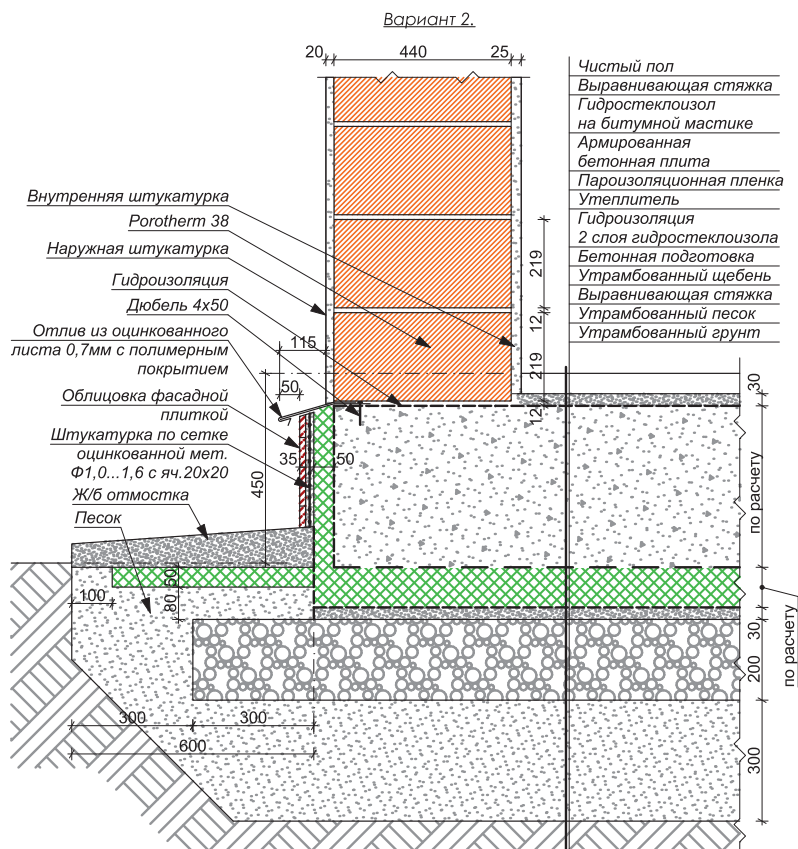 Вариант 2.
20
440
25
Чистый пол
Выравнивающая стяжка
Гидростеклоизол
на битумной мастике
Армированная
бетонная плита
Пароизоляционная пленка
Утеплитель
Гидроизоляция
2 слоя гидростеклоизола
Бетонная подготовка
Утрамбованный щебень
Выравнивающая стяжка
Утрамбованный песок
Утрамбованный грунт
Внутренняя штукатурка
Porotherm 38
Наружная штукатурка
Гидроизоляция
Дюбель 4х50
Отлив из оцинкованного
листа 0,7мм с полимерным
покрытием
Облицовка фасадной
плиткой
Штукатурка по сетке
оцинкованной мет.
Ф1,0...1,6 с яч.20х20
Ж/б отмостка
Песок
115
50
35
50
450
219
12
219
12
30
по расчету
по расчету
30
200
300
100
50
80
300
300
600